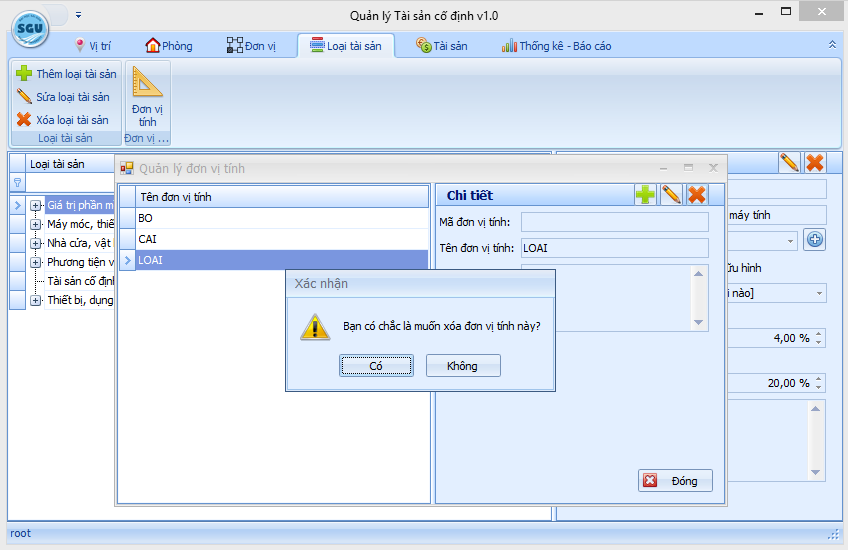 Quản lý Tài sản cố định v1.0
SGU
Vị trí
Phòng
Đơn vị
Loại tài sản
Tài sản
Thống kê - Báo cáo
Thêm loại tài sản
Sửa loại tài sản
Xóa loại tài sản
Loại tài sản
Đơn vị
tính
Đơn vị ...
Loại tài sản
Giá trị phần m
Máy móc, thiế
Nhà cửa, vật
Phương tiện v
Tài sản cố địn
Thiết bị, dụng
Quản lý đơn vị tính
Tên đơn vị tính
BO
CAI
LOAI
Chi tiết
Mã đơn vị tính:
Tên đơn vị tính:
LOAI
Xác nhận
Bạn có chắc là muốn xóa đơn vị tính này?
Có
Không
Đóng
máy tính
ữu hình
i nào]
4,00 %
20,00 %
root